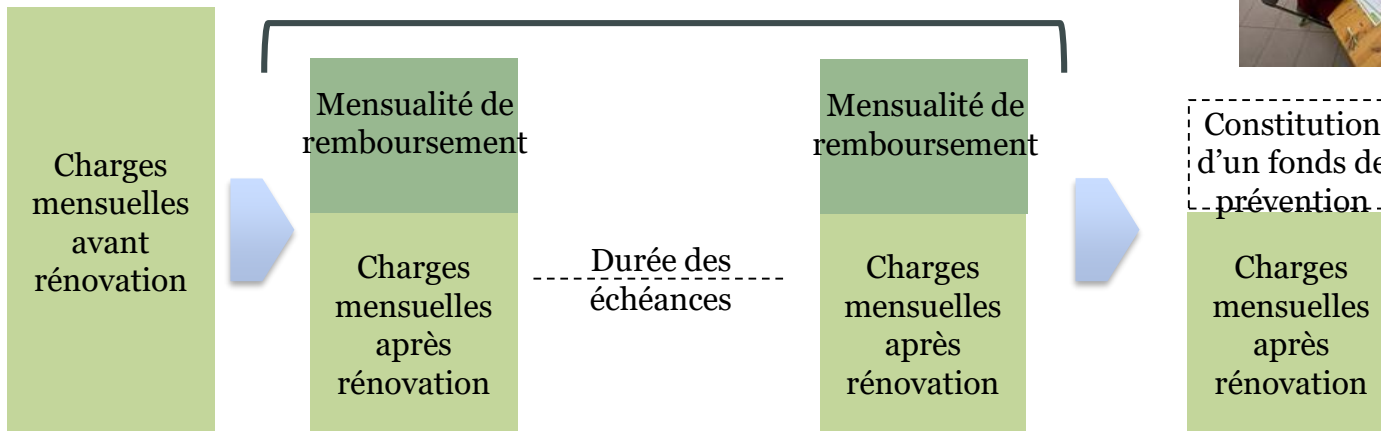 Charges
mensuelles
avant
rénovation
Mensualité de
remboursement
Charges
mensuelles
après
rénovation
Durée des
échéances
Mensualité de
remboursement
Charges
mensuelles
après
rénovation
Constitution
d’un fonds de
prévention
Charges
mensuelles
après
rénovation